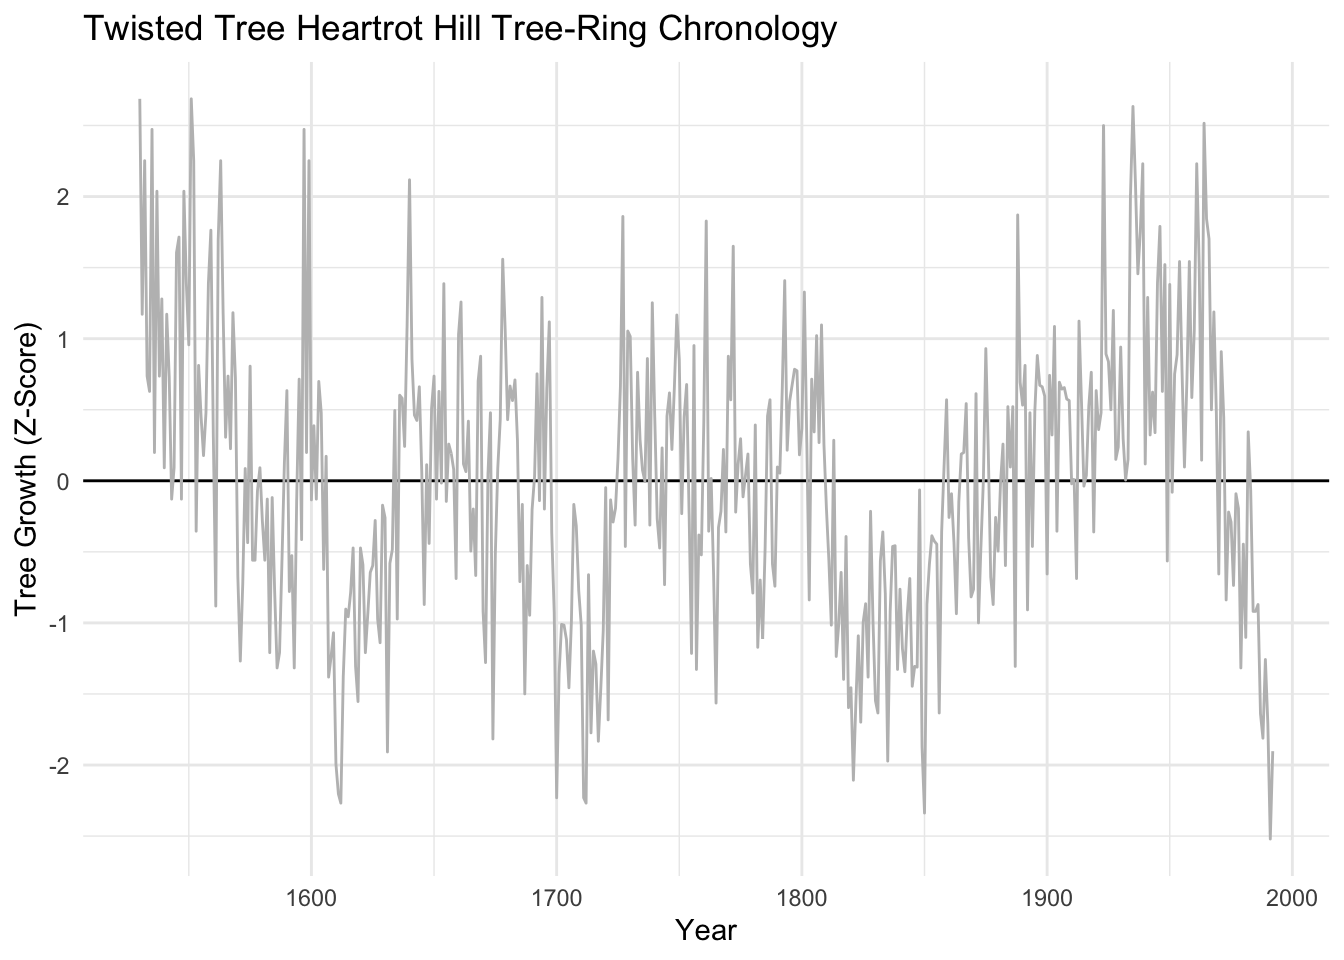 Twisted Tree Heartrot Hill Tree-Ring Chronology
Tree Growth (Z-Score)
2
1
0
-1
-2
1600 1700 1800 1900 2000
Year